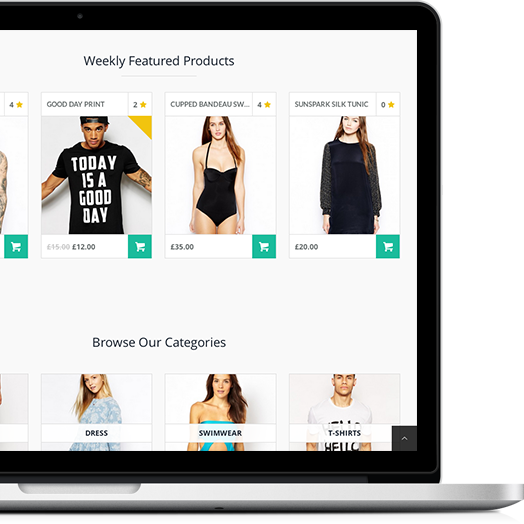 Weekly Featured Products
4
GOOD DAY PRINT
2
CUPPED BANDEAU SW...
4
SUNSPARK SILK TUNIC
0
TODAY
IS A
GOOD
DAY
£15.00 £12.00
£35.00
£20.00
Browse Our Categories
DRESS
SWIMWEAR
T-SHIRTS
HELLO